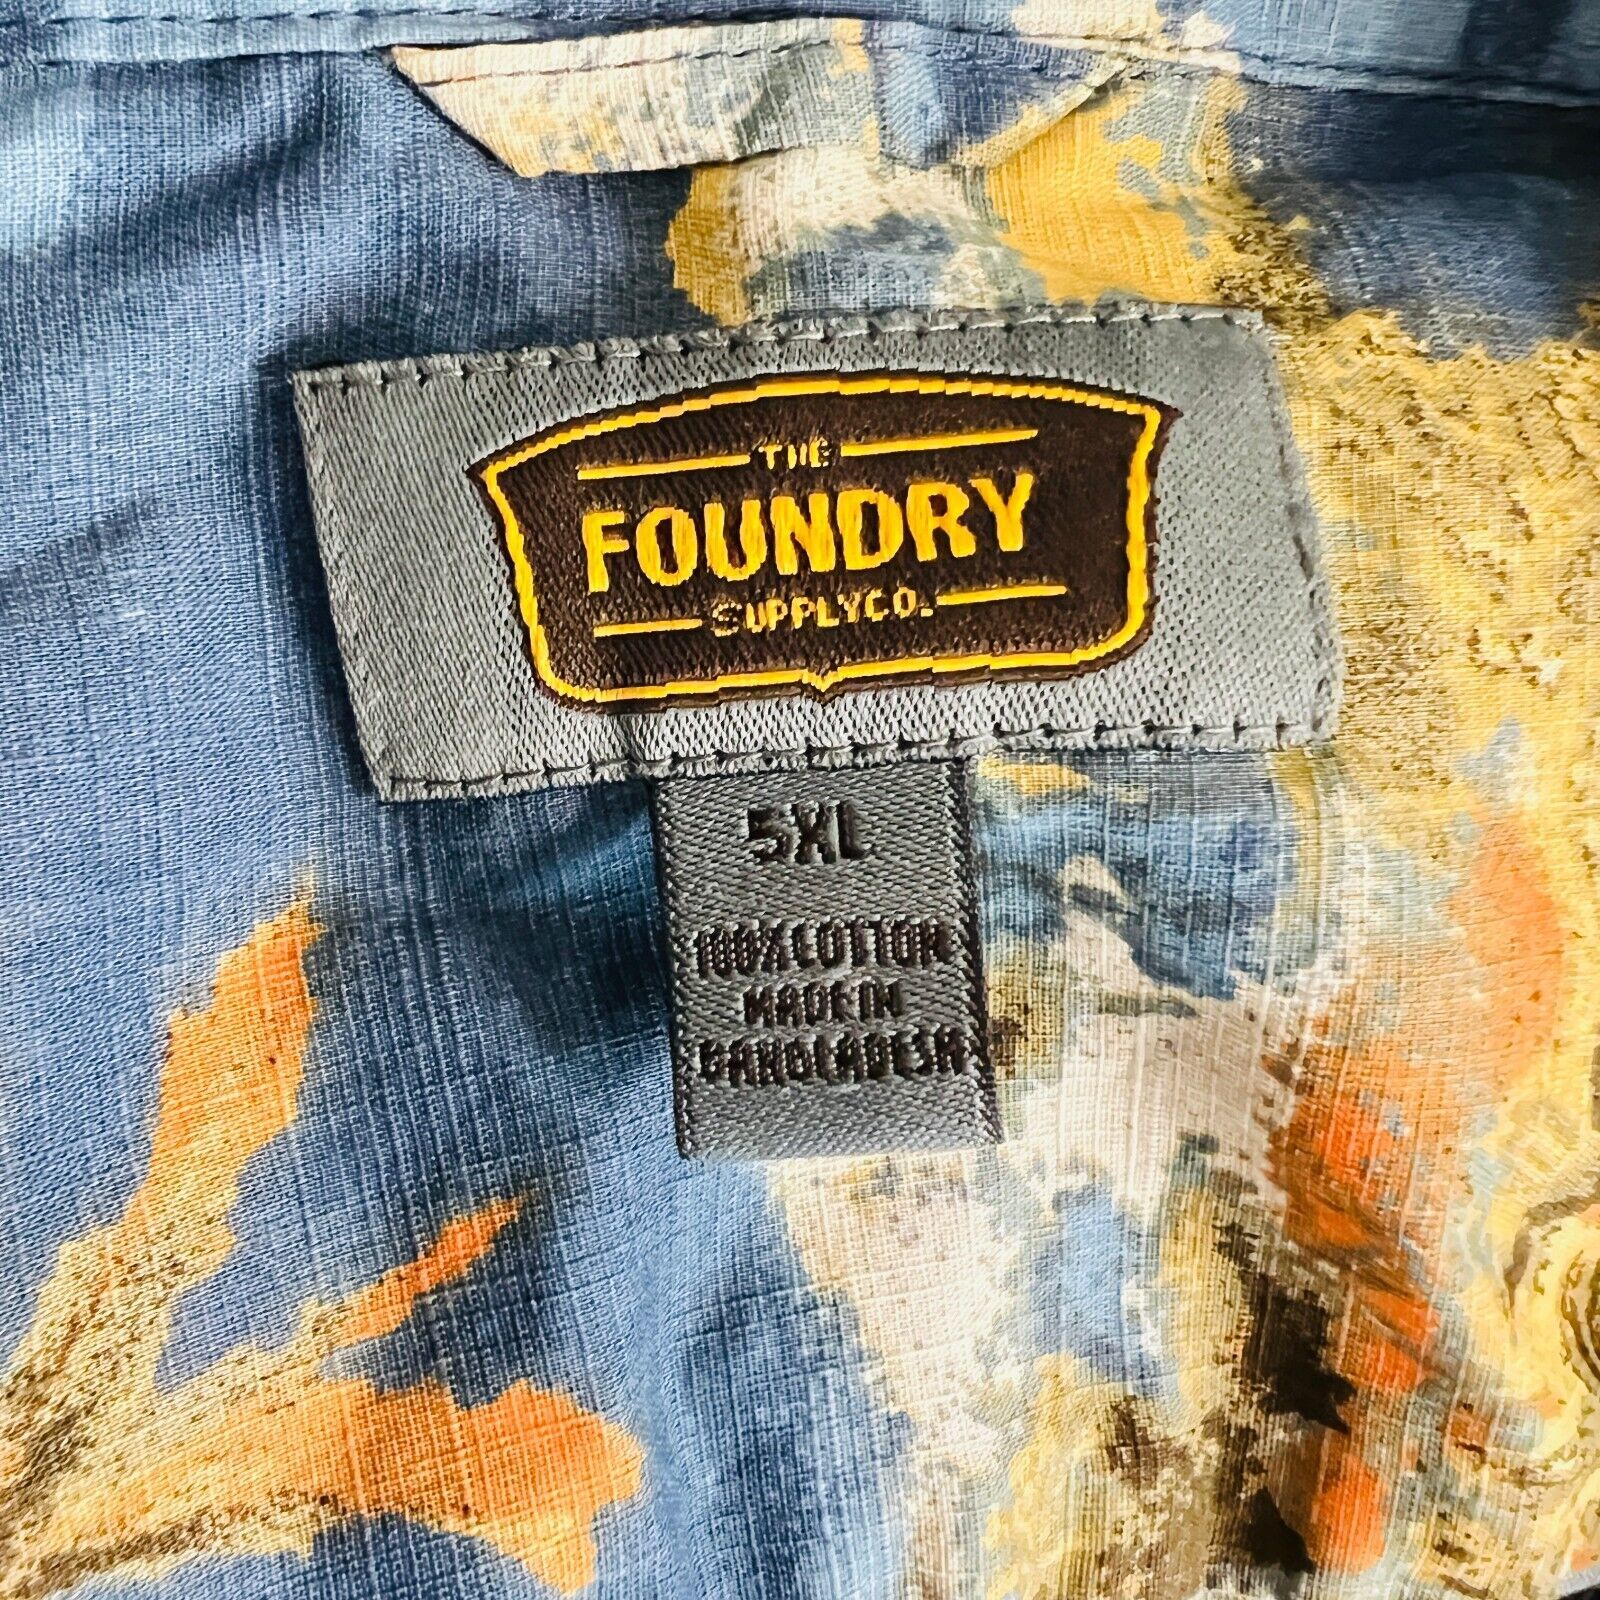 THE
FOUNDRY
SUPPLY CO.
5XL
100% COTTON
MADE IN
BANGLADESH